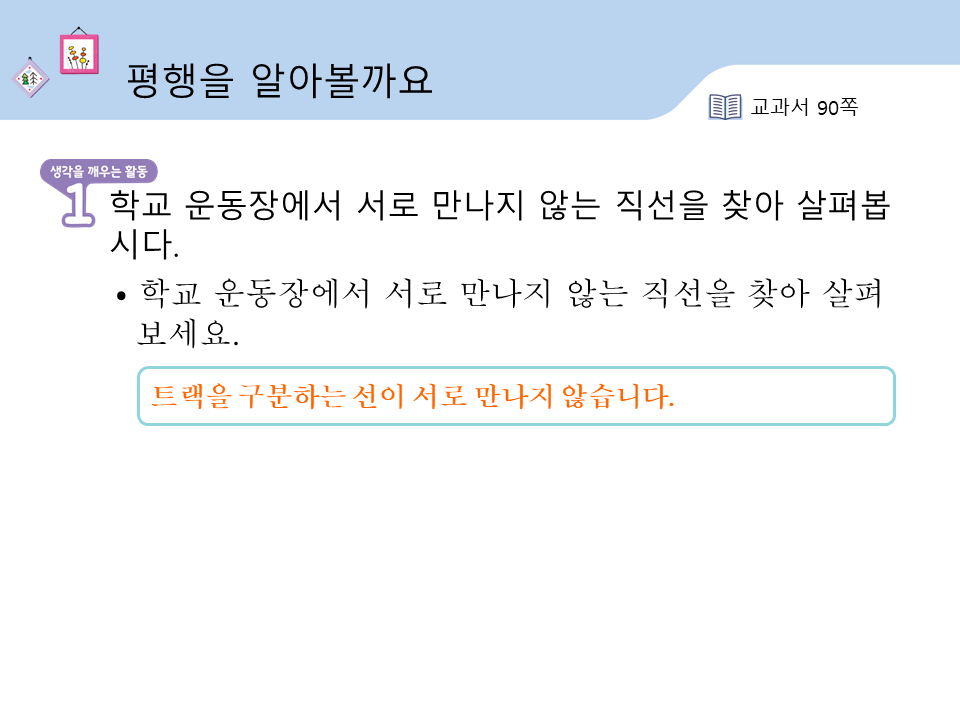 평행을 알아볼까요
교과서 90쪽
생각을 깨우는 활동
1
학교 운동장에서 서로 만나지 않는 직선을 찾아 살펴봅
시다.
• 학교 운동장에서 서로 만나지 않는 직선을 찾아 살펴
보세요.
트랙을 구분하는 선이 서로 만나지 않습니다.